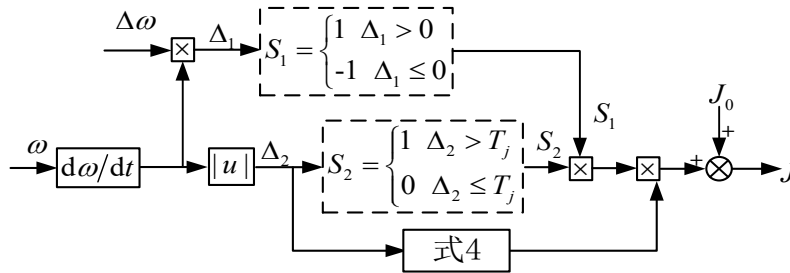 Δω
×
Δ₁
S₁ = { 1 Δ₁ > 0
-1 Δ₁ ≤ 0
S₁
J₀
+
ω
dω/dt
|u|
Δ₂
S₂ = { 1 Δ₂ > Tⱼ
0 Δ₂ ≤ Tⱼ
S₂
×
×
+
J
式4